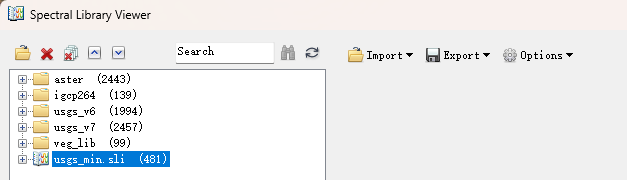 Spectral Library Viewer
Search Import Export Options
aster (2443)
igcp264 (139)
usgs_v6 (1994)
usgs_v7 (2457)
veg_lib (99)
usgs_min.sli (481)